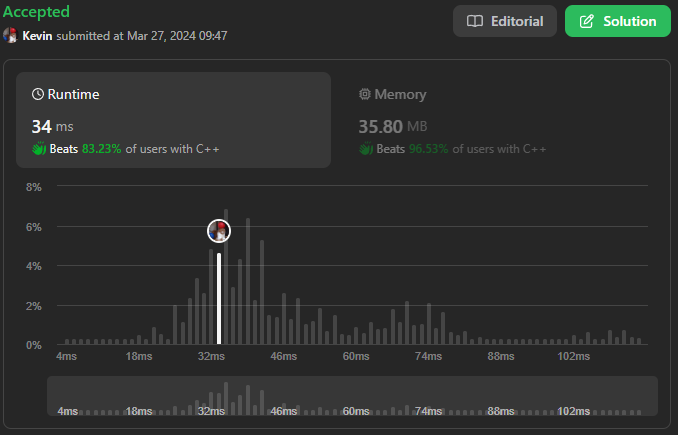 Accepted
Kevin submitted at Mar 27, 2024 09:47
Editorial
Solution
Runtime
34 ms
Beats 83.23% of users with C++
Memory
35.80 MB
Beats 96.53% of users with C++
8%
6%
4%
2%
0%
4ms 18ms 32ms 46ms 60ms 74ms 88ms 102ms
4ms 18ms 32ms 46ms 60ms 74ms 88ms 102ms